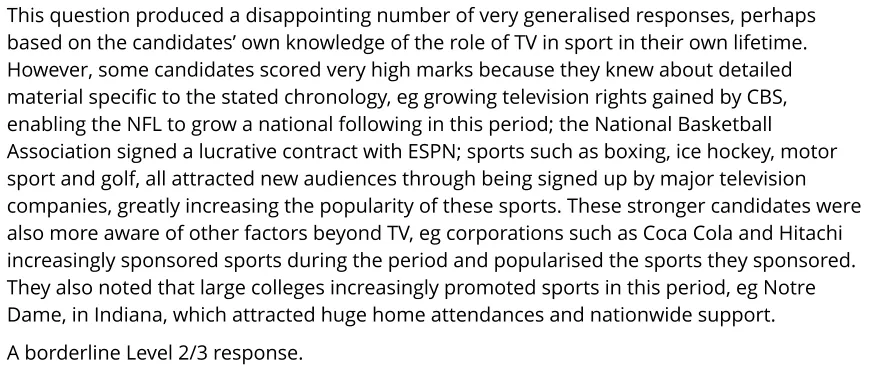 This question produced a disappointing number of very generalised responses, perhaps
based on the candidates’ own knowledge of the role of TV in sport in their own lifetime.
However, some candidates scored very high marks because they knew about detailed
material specific to the stated chronology, eg growing television rights gained by CBS,
enabling the NFL to grow a national following in this period; the National Basketball
Association signed a lucrative contract with ESPN; sports such as boxing, ice hockey, motor
sport and golf, all attracted new audiences through being signed up by major television
companies, greatly increasing the popularity of these sports. These stronger candidates were
also more aware of other factors beyond TV, eg corporations such as Coca Cola and Hitachi
increasingly sponsored sports during the period and popularised the sports they sponsored.
They also noted that large colleges increasingly promoted sports in this period, eg Notre
Dame, in Indiana, which attracted huge home attendances and nationwide support.
A borderline Level 2/3 response.